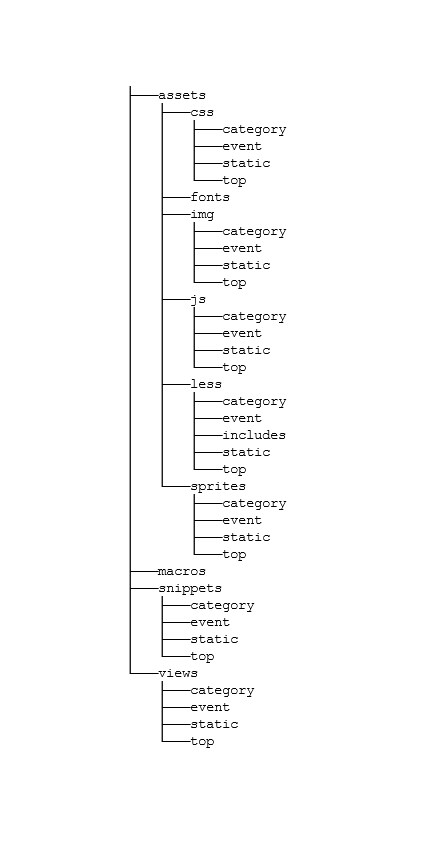 assets
css
category
event
static
top
fonts
img
category
event
static
top
js
category
event
static
top
less
category
event
includes
static
top
sprites
category
event
static
top
macros
snippets
category
event
static
top
views
category
event
static
top